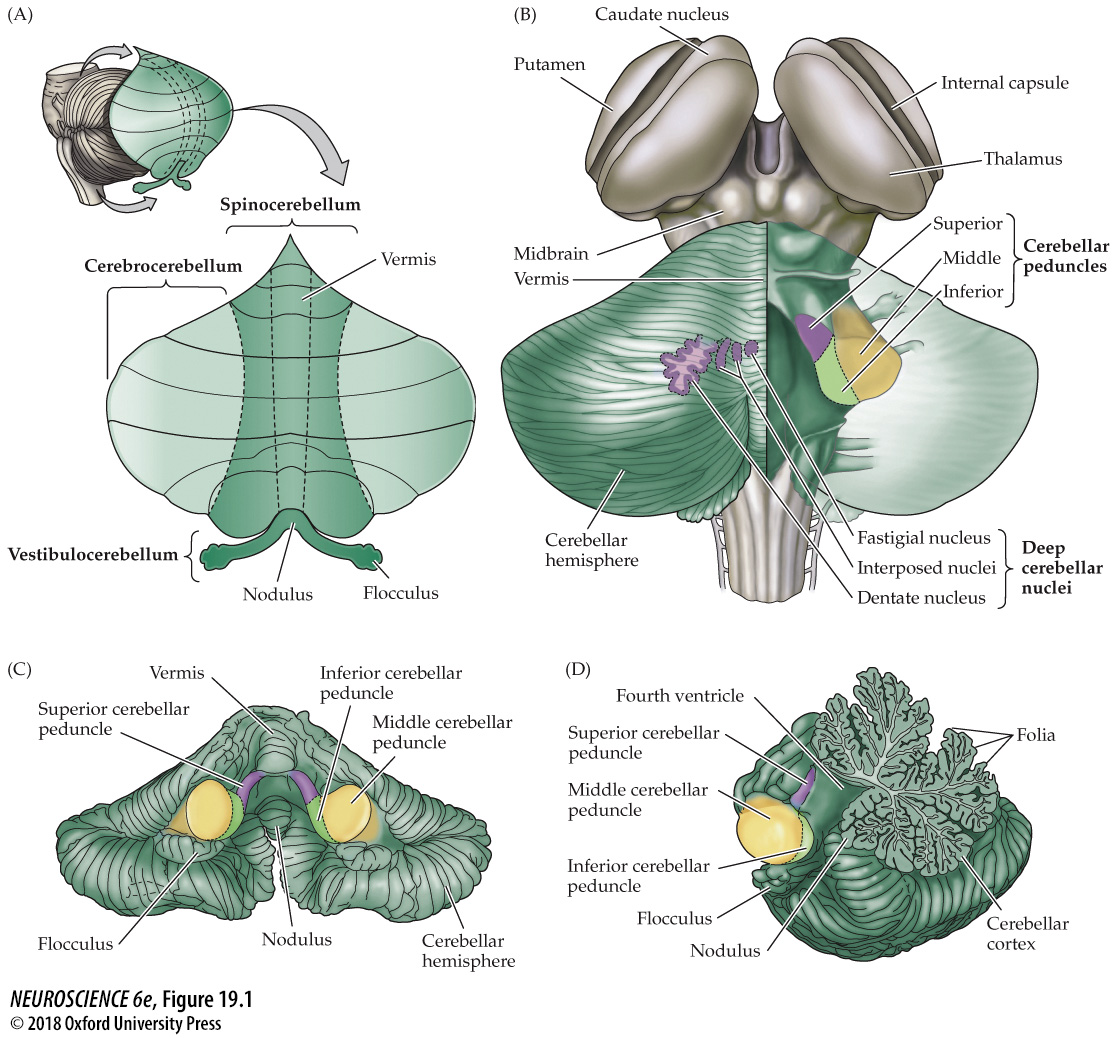 (A)
Spinocerebellum
Cerebrocerebellum
Vermis
Vestibulocerebellum
Nodulus
Flocculus
(B)
Caudate nucleus
Putamen
Internal capsule
Thalamus
Midbrain
Vermis
Superior
Middle
Inferior
Cerebellar
peduncles
Cerebellar
hemisphere
Fastigial nucleus
Interposed nuclei
Dentate nucleus
Deep
cerebellar
nuclei
(C)
Vermis
Superior cerebellar
peduncle
Inferior cerebellar
peduncle
Middle cerebellar
peduncle
Flocculus
Nodulus
Cerebellar
hemisphere
(D)
Fourth ventricle
Superior cerebellar
peduncle
Middle cerebellar
peduncle
Inferior cerebellar
peduncle
Flocculus
Nodulus
Folia
Cerebellar
cortex
NEUROSCIENCE 6e, Figure 19.1
© 2018 Oxford University Press